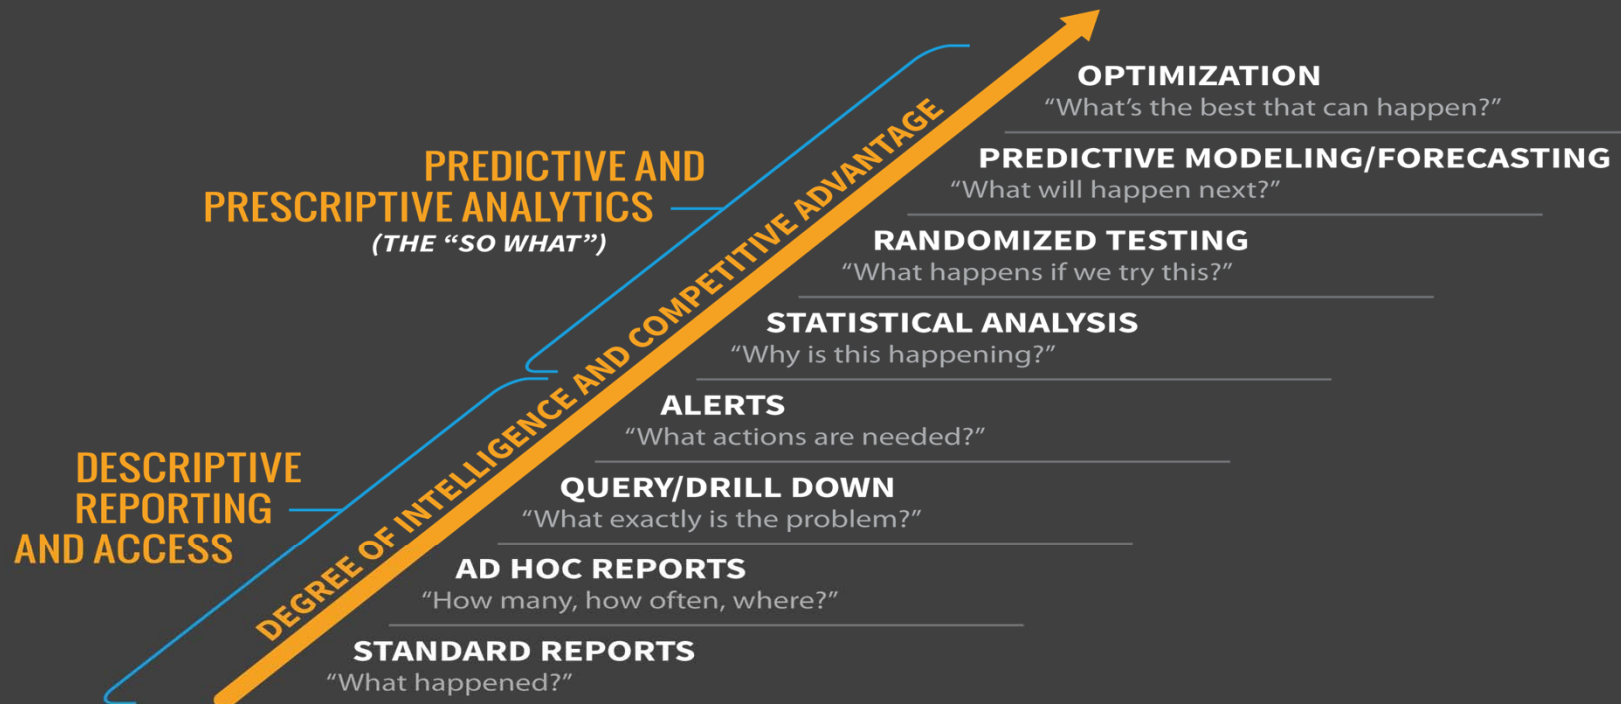 OPTIMIZATION
“What’s the best that can happen?”
PREDICTIVE MODELING/FORECASTING
“What will happen next?”
RANDOMIZED TESTING
“What happens if we try this?”
STATISTICAL ANALYSIS
“Why is this happening?”
ALERTS
“What actions are needed?”
QUERY/DRILL DOWN
“What exactly is the problem?”
AD HOC REPORTS
“How many, how often, where?”
STANDARD REPORTS
“What happened?”
DEGREE OF INTELLIGENCE AND COMPETITIVE ADVANTAGE
PREDICTIVE AND
PRESCRIPTIVE ANALYTICS
(THE “SO WHAT”)
DESCRIPTIVE
REPORTING
AND ACCESS